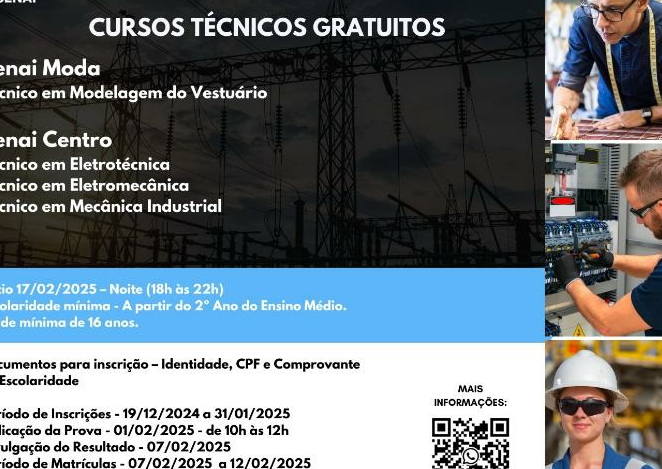 SENAI
CURSOS TÉCNICOS GRATUITOS
enai Moda
cnico em Modelagem do Vestuário
enai Centro
cnico em Eletrotécnica
cnico em Eletromecânica
cnico em Mecânica Industrial
cio 17/02/2025 – Noite (18h às 22h)
olaridade mínima - A partir do 2º Ano do Ensino Médio.
de mínima de 16 anos.
cumentos para inscrição – Identidade, CPF e Comprovante
Escolaridade
MAIS
INFORMAÇÕES:
ríodo de Inscrições - 19/12/2024 a 31/01/2025
licação da Prova - 01/02/2025 - de 10h às 12h
vulgação do Resultado - 07/02/2025
ríodo de Matrículas - 07/02/2025 a 12/02/2025